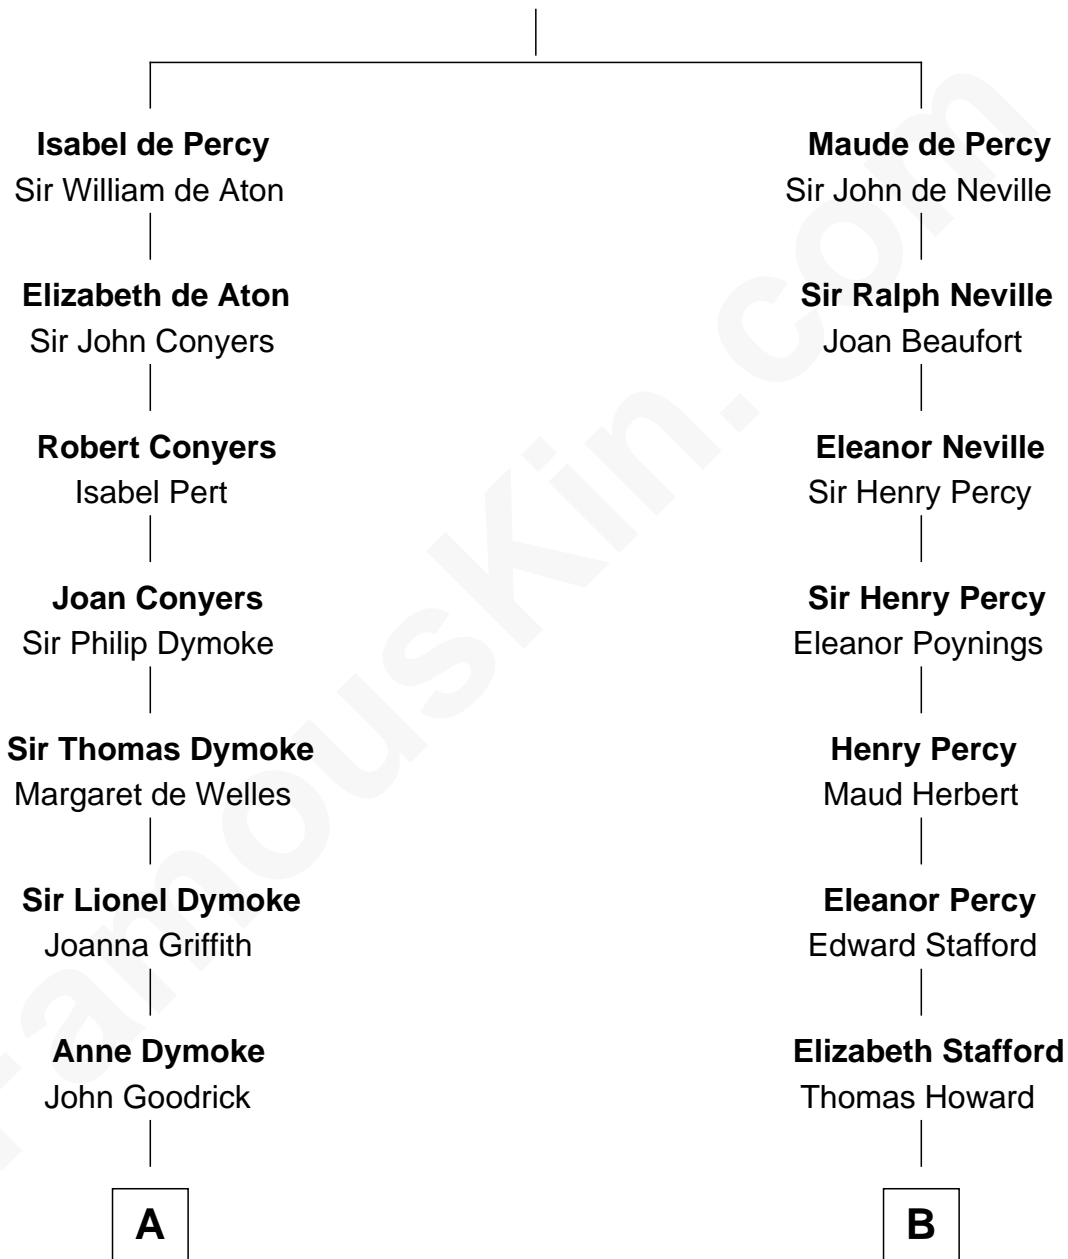 Isabel de Percy
Sir William de Aton
Maude de Percy
Sir John de Neville
Elizabeth de Aton
Sir John Conyers
Sir Ralph Neville
Joan Beaufort
Robert Conyers
Isabel Pert
Eleanor Neville
Sir Henry Percy
Joan Conyers
Sir Philip Dymoke
Sir Henry Percy
Eleanor Poynings
Sir Thomas Dymoke
Margaret de Welles
Henry Percy
Maud Herbert
Sir Lionel Dymoke
Joanna Griffith
Eleanor Percy
Edward Stafford
Anne Dymoke
John Goodrick
Elizabeth Stafford
Thomas Howard
A
B
FamousKin.com